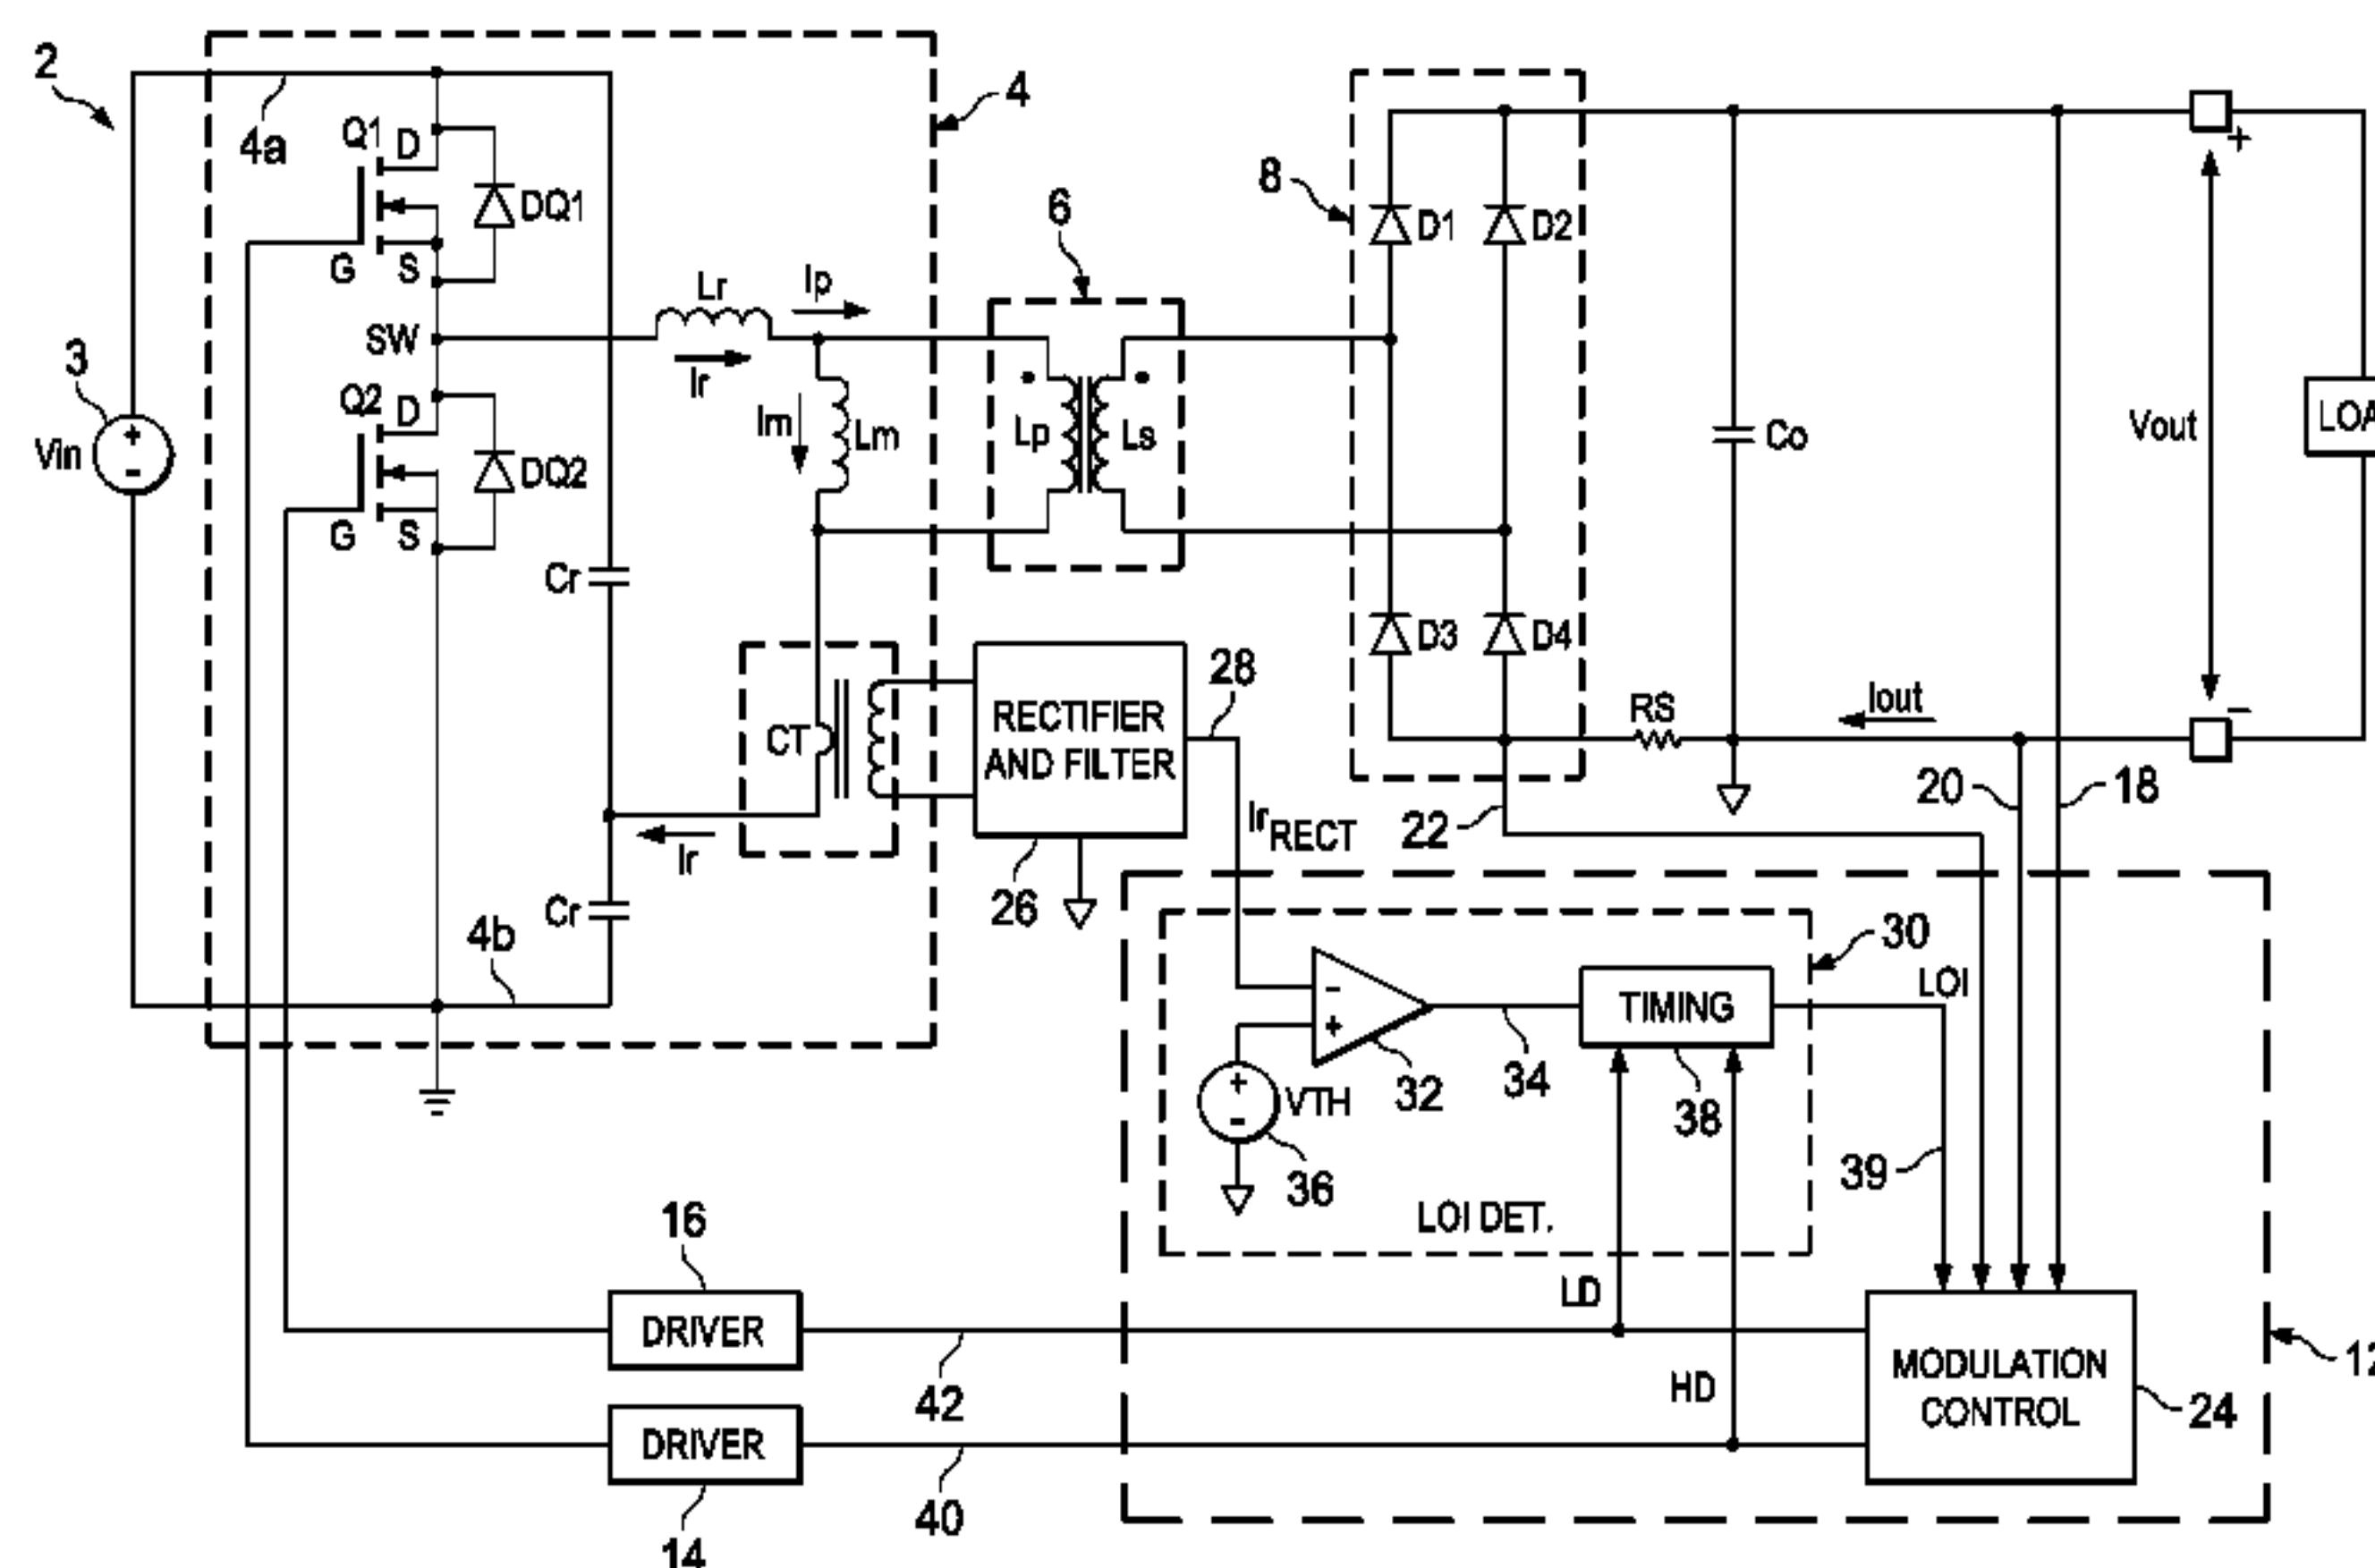 2
4
4a
Q1
D
DQ1
G
S
SW
3
Vin
Q2
D
DQ2
G
S
Cr
Cr
4b
Lr
Ip
Ir
Im
Lm
6
Lp
Ls
8
D1
D2
D3
D4
Co
+
Vout
−
CT
Ir
RECTIFIER
AND FILTER
26
28
IrRECT
RS
Iout
22
20
18
30
LOI
TIMING
32
34
38
VTH
36
39
LOI DET.
LD
HD
16
DRIVER
42
DRIVER
14
40
MODULATION
CONTROL
24